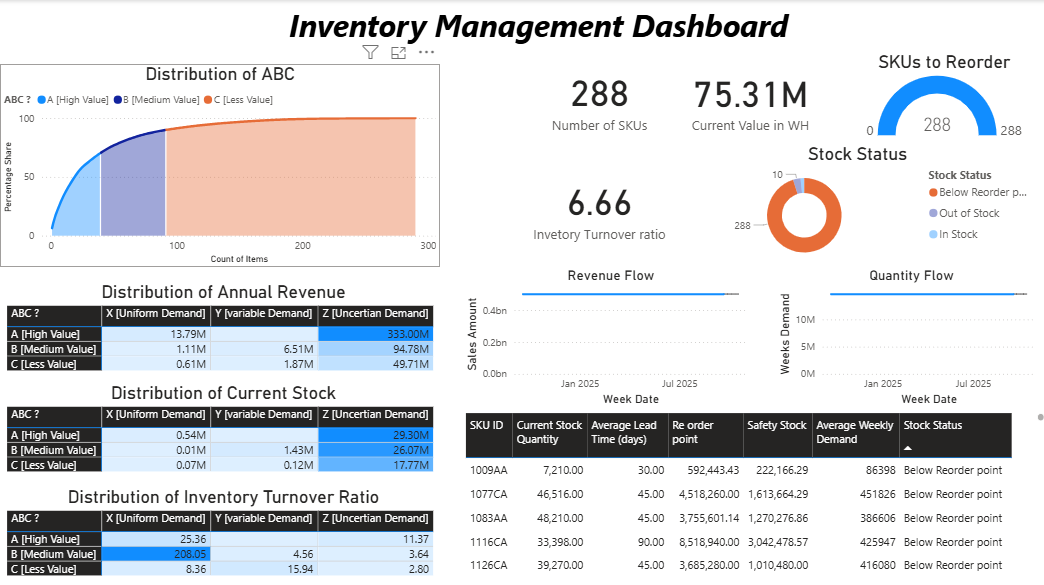 Inventory Management Dashboard
Distribution of ABC
ABC ? A [High Value] B [Medium Value] C [Less Value]
Percentage Share
100
50
0
0 100 200 300
Count of Items
288
Number of SKUs
75.31M
Current Value in WH
6.66
Invetory Turnover ratio
SKUs to Reorder
0 288 288
Stock Status
10
288
Stock Status
Below Reorder p...
Out of Stock
In Stock
Distribution of Annual Revenue
ABC ? X [Uniform Demand] Y [variable Demand] Z [Uncertian Demand]
A [High Value] 13.79M 333.00M
B [Medium Value] 1.11M 6.51M 94.78M
C [Less Value] 0.61M 1.87M 49.71M
Distribution of Current Stock
ABC ? X [Uniform Demand] Y [variable Demand] Z [Uncertian Demand]
A [High Value] 0.54M 29.30M
B [Medium Value] 0.01M 1.43M 26.07M
C [Less Value] 0.07M 0.12M 17.77M
Distribution of Inventory Turnover Ratio
ABC ? X [Uniform Demand] Y [variable Demand] Z [Uncertian Demand]
A [High Value] 25.36 11.37
B [Medium Value] 208.05 4.56 3.64
C [Less Value] 8.36 15.94 2.80
Revenue Flow
Sales Amount
0.4bn
0.2bn
0.0bn
Jan 2025 Jul 2025
Week Date
Quantity Flow
Weeks Demand
10M
5M
0M
Jan 2025 Jul 2025
Week Date
SKU ID Current Stock Quantity Average Lead Time (days) Re order point Safety Stock Average Weekly Demand Stock Status
1009AA 7,210.00 30.00 592,443.43 222,166.29 86398 Below Reorder point
1077CA 46,516.00 45.00 4,518,260.00 1,613,664.29 451826 Below Reorder point
1083AA 48,210.00 45.00 3,755,601.14 1,270,276.86 386606 Below Reorder point
1116CA 33,398.00 90.00 8,518,940.00 3,042,478.57 425947 Below Reorder point
1126CA 39,270.00 45.00 3,685,280.00 1,010,480.00 416080 Below Reorder point